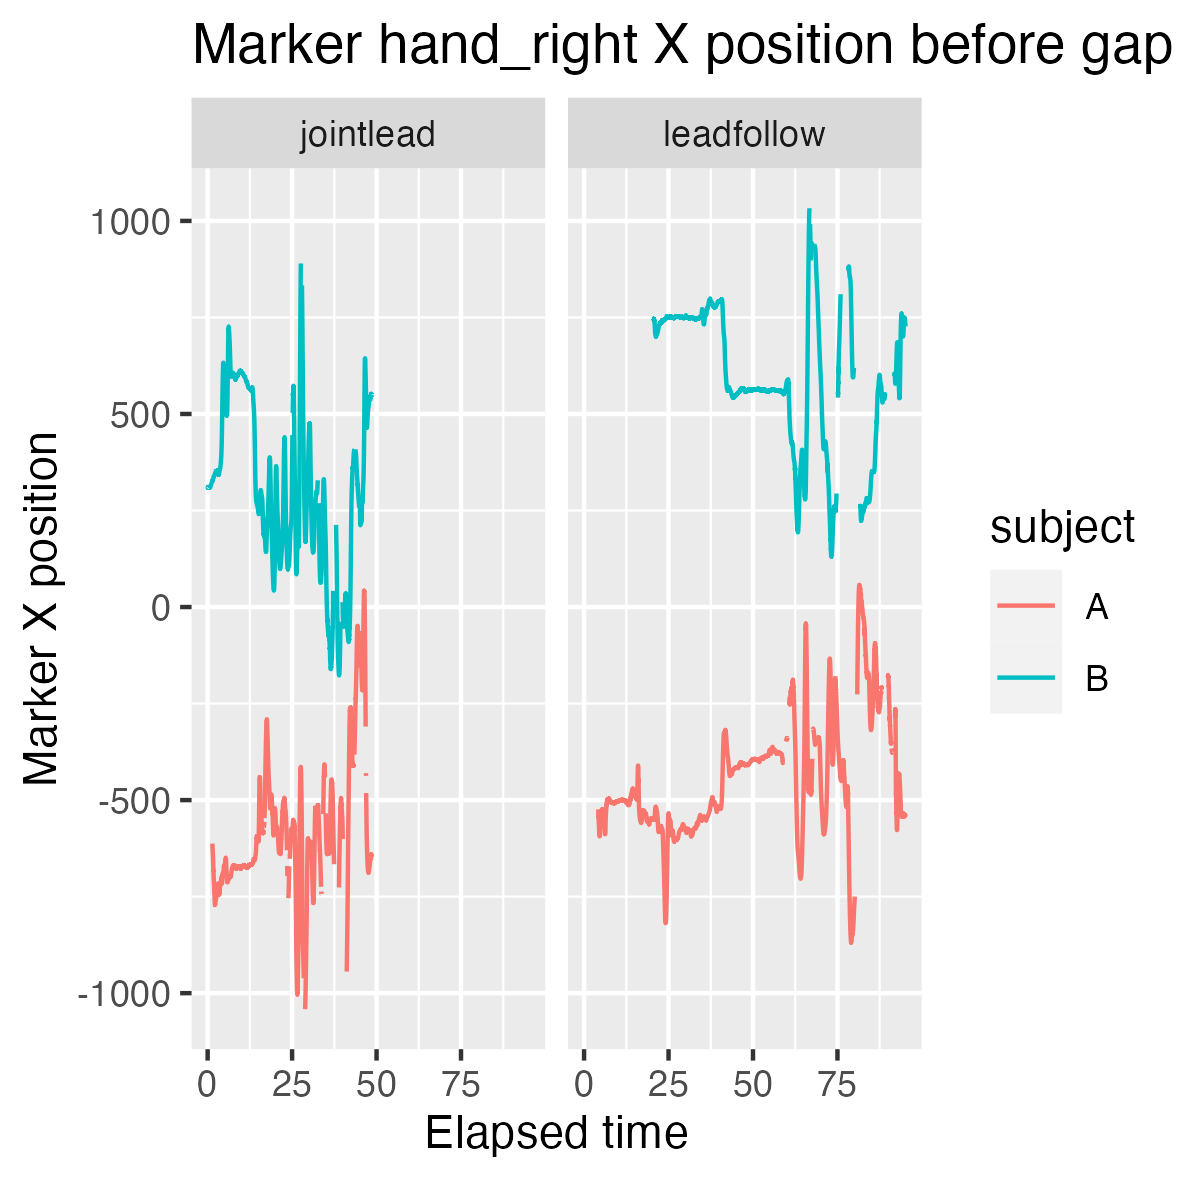 Marker hand_right X position before gap
jointlead
leadfollow
1000
500
0
-500
-1000
Marker X position
0 25 50 75
0 25 50 75
Elapsed time
subject
A
B